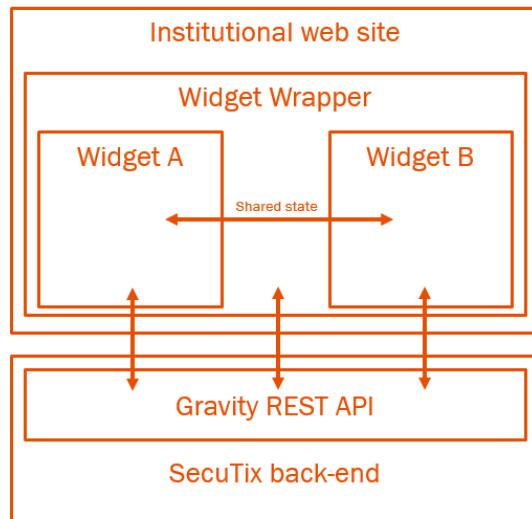 Institutional web site
Widget Wrapper
Widget A
Widget B
Shared state
Gravity REST API
SecuTix back-end